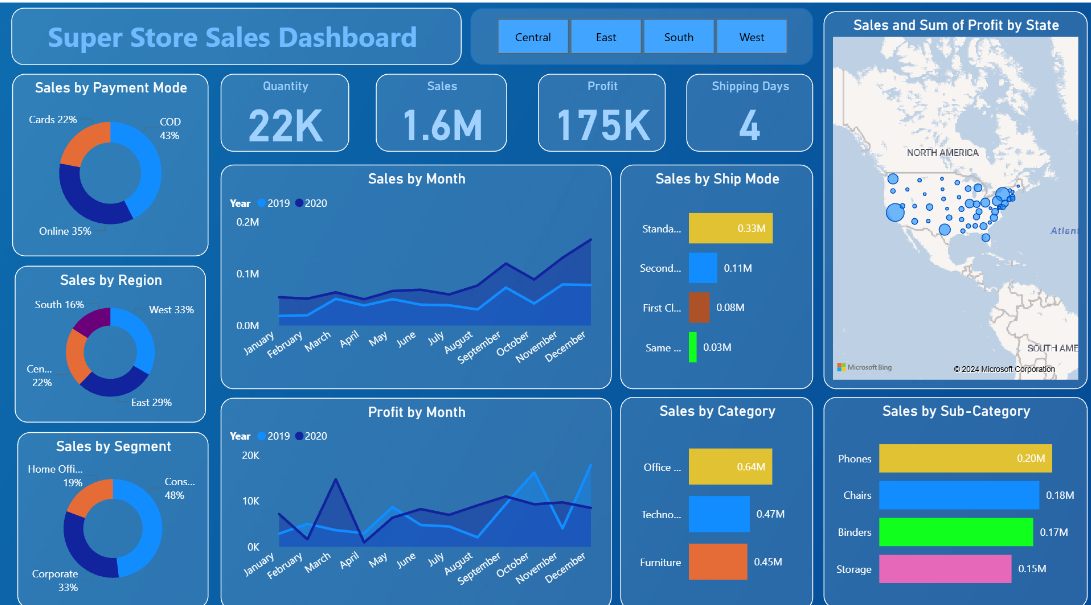 Super Store Sales Dashboard
Central
East
South
West
Sales and Sum of Profit by State
Sales by Payment Mode
Cards 22%
COD
43%
Online 35%
Quantity
22K
Sales
1.6M
Profit
175K
Shipping Days
4
NORTH AMERICA
Atlant
SOUTH AME
Microsoft Bing
© 2024 Microsoft Corporation
Sales by Month
Year 2019 2020
0.2M
0.1M
0.0M
January
February
March
April
May
June
July
August
September
October
November
December
Sales by Ship Mode
Standa... 0.33M
Second... 0.11M
First Cl... 0.08M
Same ... 0.03M
Sales by Region
South 16%
West 33%
Cen...
22%
East 29%
Profit by Month
Year 2019 2020
20K
10K
0K
January
February
March
April
May
June
July
August
September
October
November
December
Sales by Category
Office ... 0.64M
Techno... 0.47M
Furniture 0.45M
Sales by Sub-Category
Phones 0.20M
Chairs 0.18M
Binders 0.17M
Storage 0.15M
Sales by Segment
Home Offi...
19%
Cons...
48%
Corporate
33%